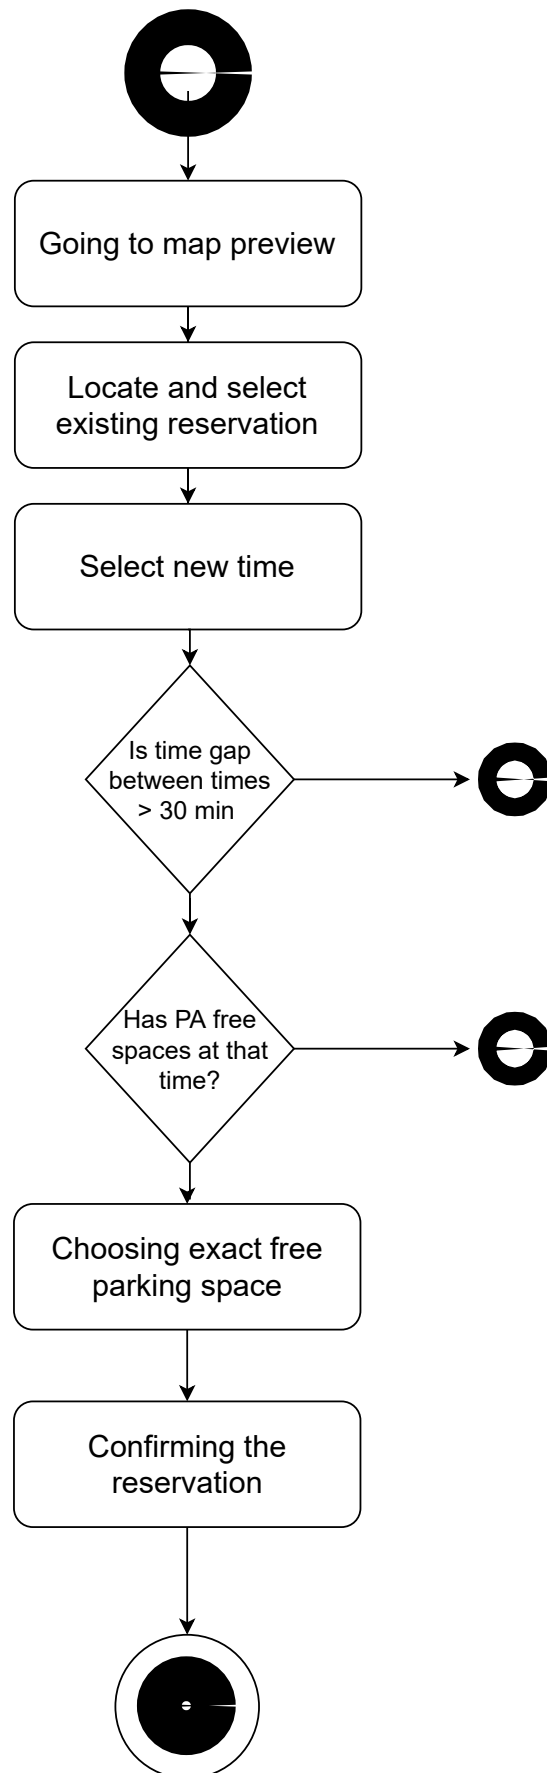 Going to map preview
Locate and select
existing reservation
Select new time
Is time gap
between times
> 30 min
Has PA free
spaces at that
time?
Choosing exact free
parking space
Confirming the
reservation